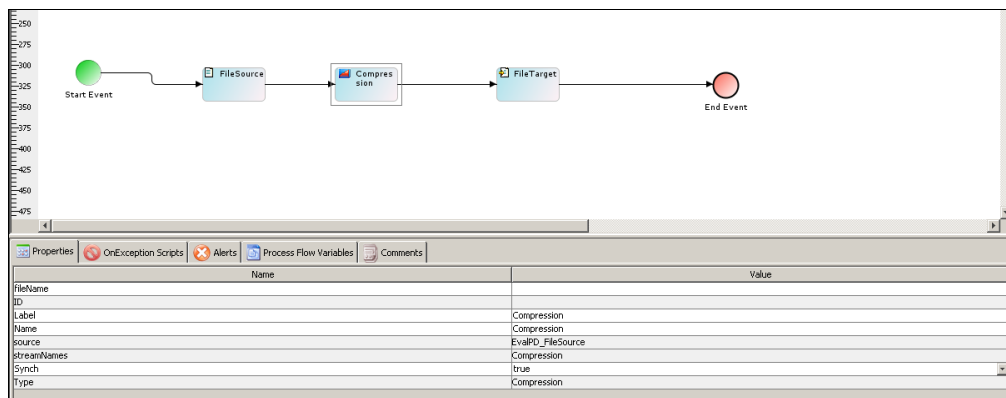 250
275
300
325
350
375
400
425
450
475
Start Event
FileSource
Compres
sion
FileTarget
End Event
Properties
OnException Scripts
Alerts
Process Flow Variables
Comments
Name Value
fileName
ID
Label Compression
Name Compression
source EvalPD_FileSource
streamNames Compression
Synch true
Type Compression